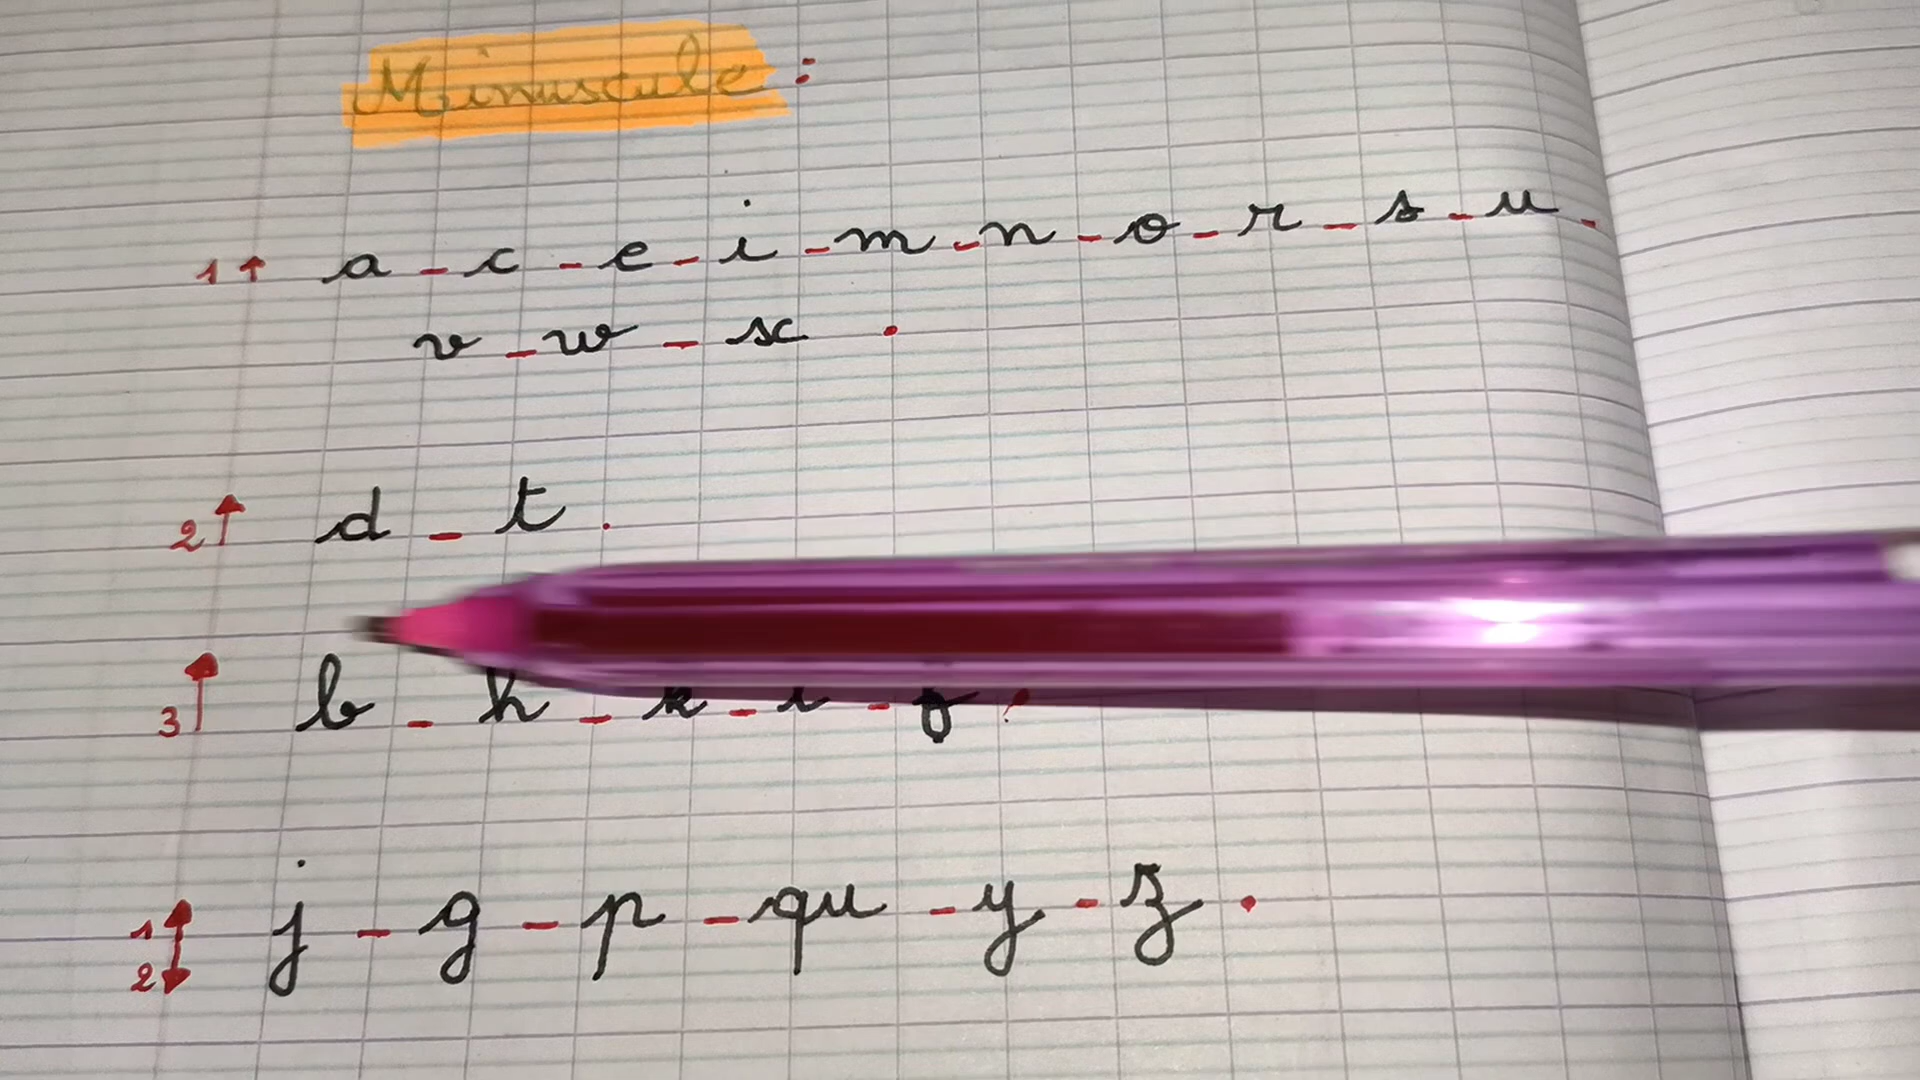 Minuscule :
1↑ a - c - e - i - m - n - o - r - s - u -
v - w - x .
2↑ d - t .
3↑ b - h - k - l - f .
1↕2 j - g - p - qu - y - z .